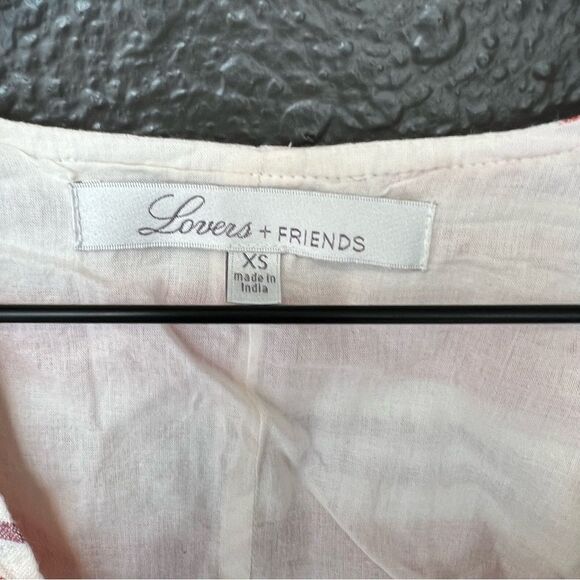 Lovers + FRIENDS
XS
made in
India